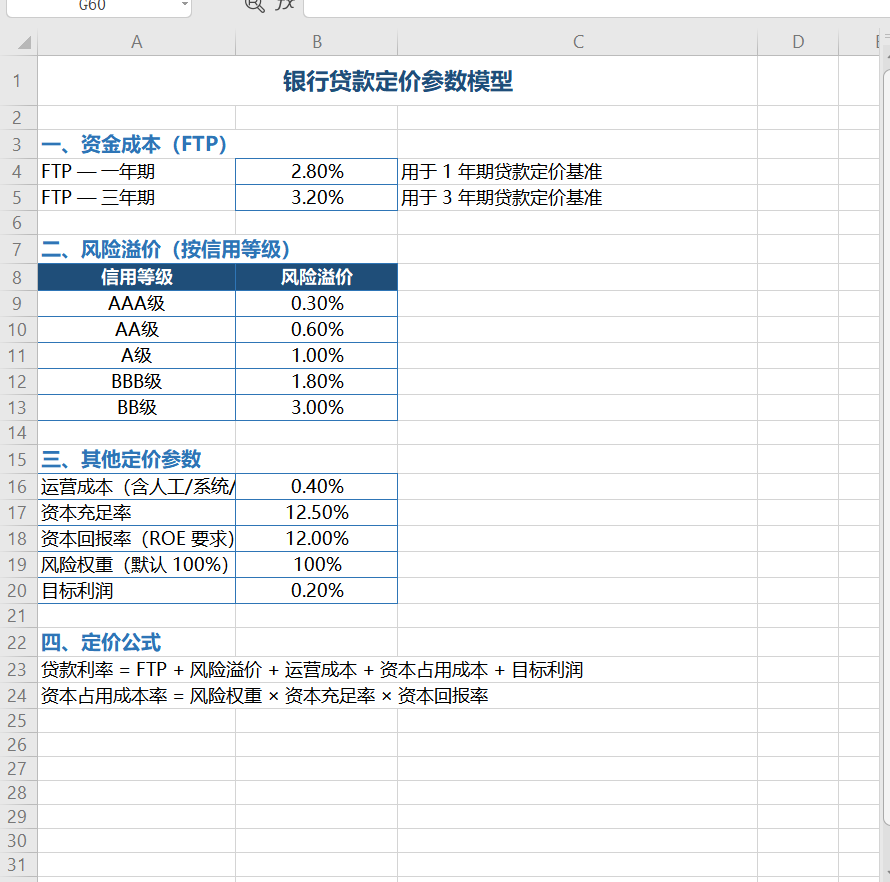 G60 fx
A B C D
1 银行贷款定价参数模型
2
3 一、资金成本（FTP）
4 FTP — 一年期 2.80% 用于 1 年期贷款定价基准
5 FTP — 三年期 3.20% 用于 3 年期贷款定价基准
6
7 二、风险溢价（按信用等级）
8 信用等级 风险溢价
9 AAA级 0.30%
10 AA级 0.60%
11 A级 1.00%
12 BBB级 1.80%
13 BB级 3.00%
14
15 三、其他定价参数
16 运营成本（含人工/系统/ 0.40%
17 资本充足率 12.50%
18 资本回报率（ROE 要求） 12.00%
19 风险权重（默认 100%） 100%
20 目标利润 0.20%
21
22 四、定价公式
23 贷款利率 = FTP + 风险溢价 + 运营成本 + 资本占用成本 + 目标利润
24 资本占用成本率 = 风险权重 × 资本充足率 × 资本回报率
25
26
27
28
29
30
31